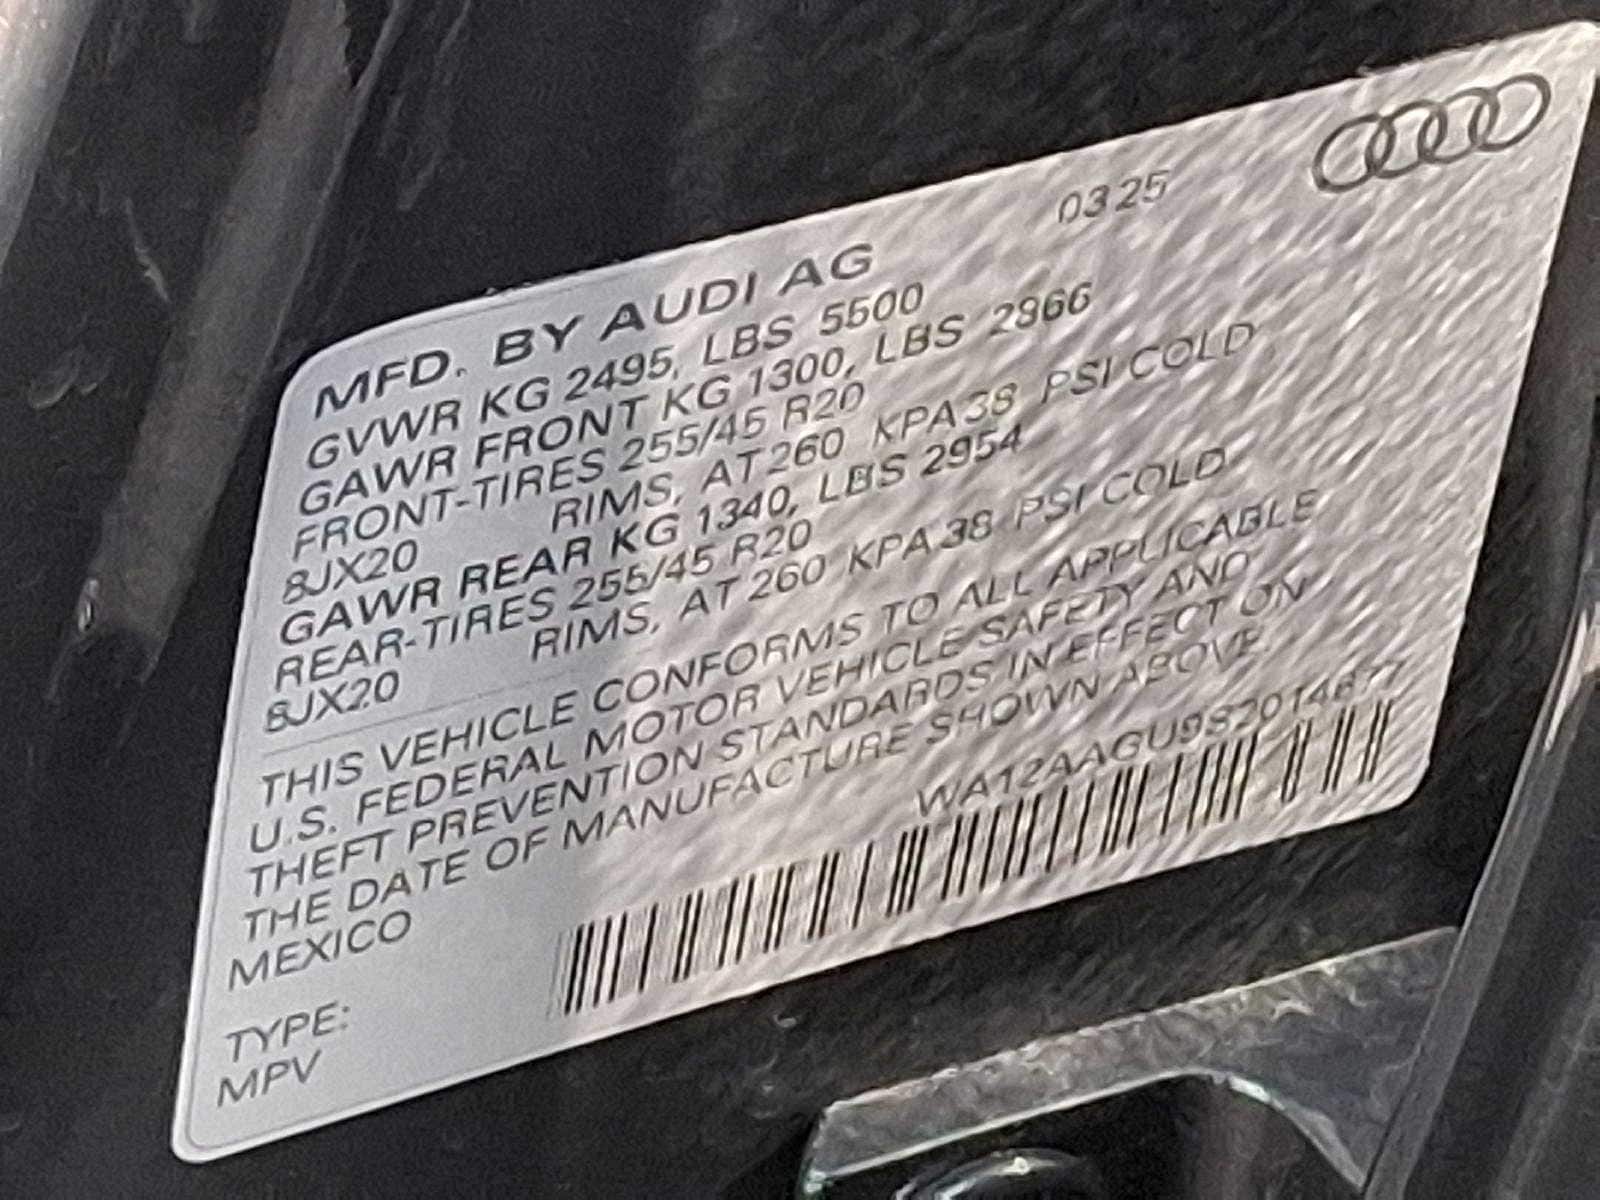 MFD. BY AUDI AG 0325
GVWR KG 2495, LBS 5500
GAWR FRONT KG 1300, LBS 2866
FRONT-TIRES 255/45 R20
8JX20 RIMS, AT 260 KPA 38 PSI COLD
GAWR REAR KG 1340, LBS 2954
REAR-TIRES 255/45 R20
8JX20 RIMS, AT 260 KPA 38 PSI COLD
THIS VEHICLE CONFORMS TO ALL APPLICABLE
U.S. FEDERAL MOTOR VEHICLE SAFETY AND
THEFT PREVENTION STANDARDS IN EFFECT ON
THE DATE OF MANUFACTURE SHOWN ABOVE.
MEXICO WA12AAGU9S2014677
TYPE:
MPV